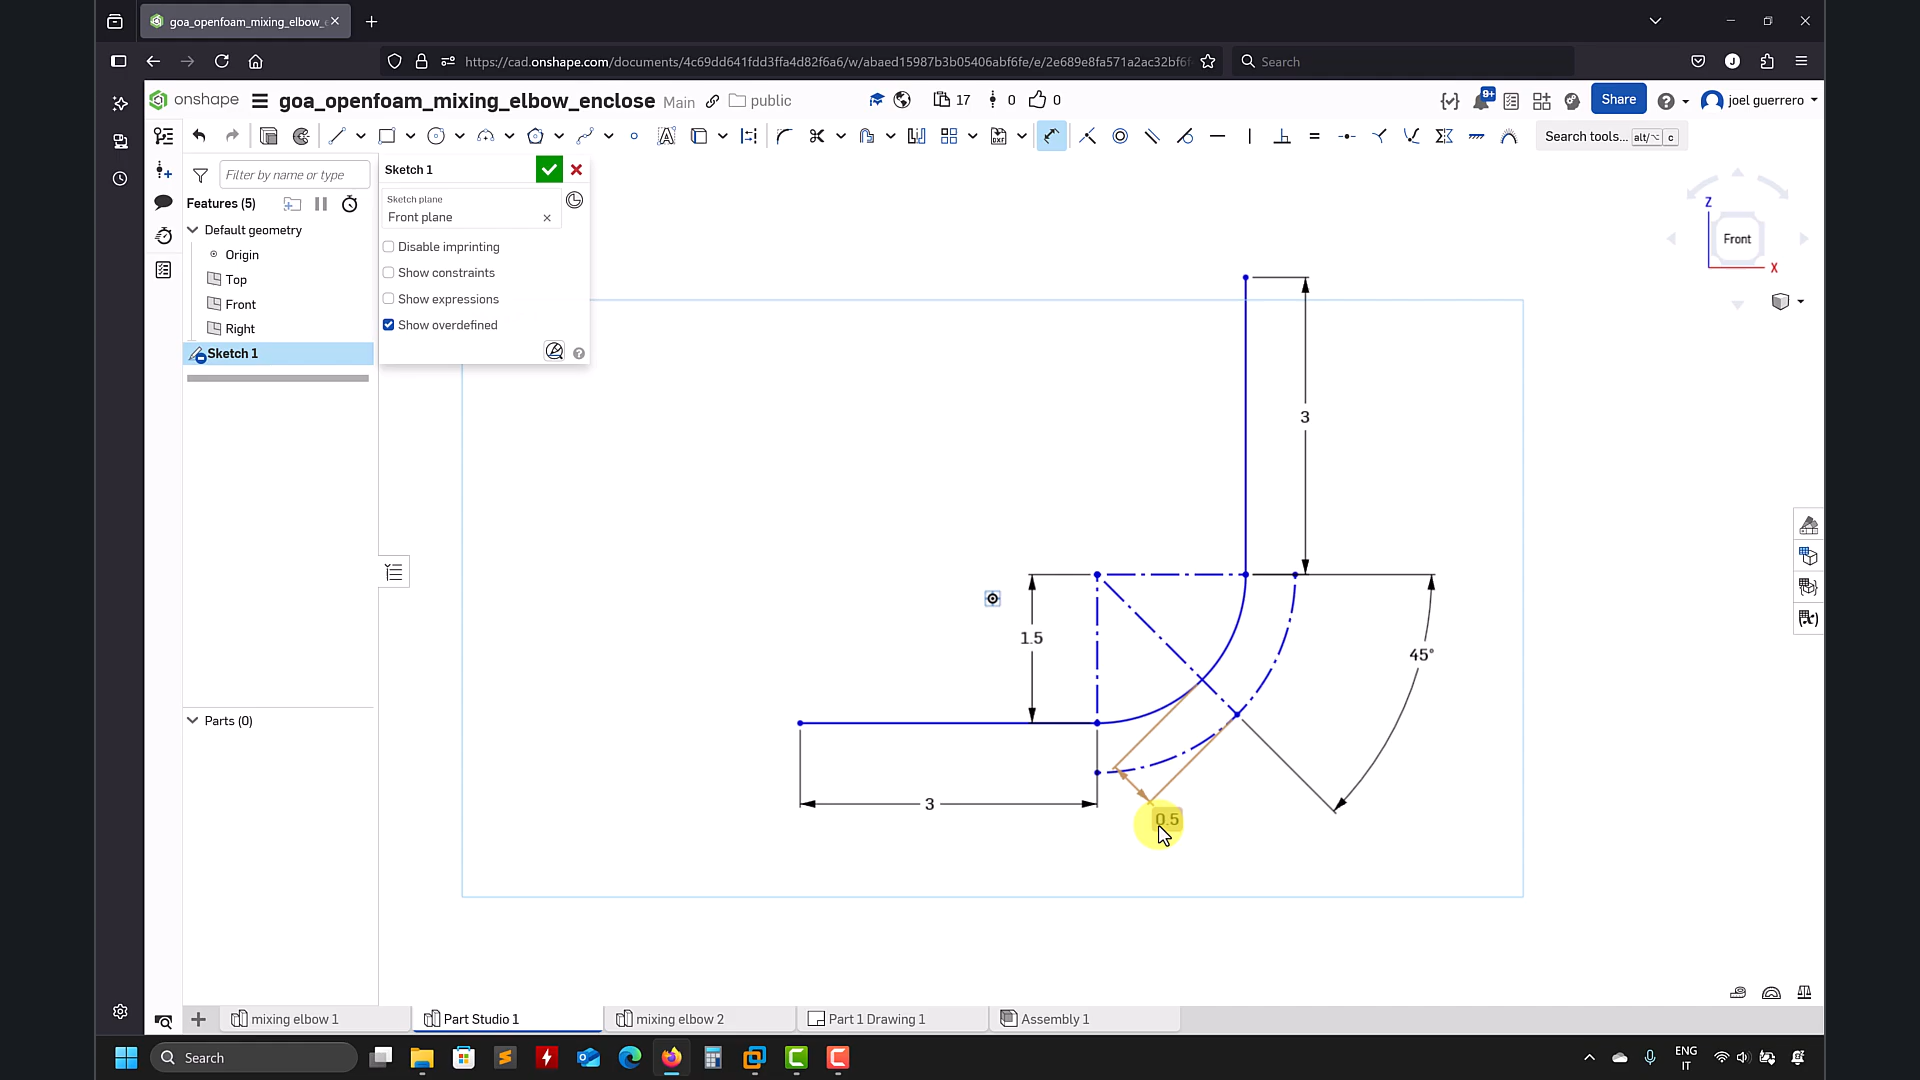 goa_openfoam_mixing_elbow_
https://cad.onshape.com/documents/4c69dd641fdd3ffa4d82f6a6/w/abaed15987b3b05406abf6fe/e/2e689e8fa571a2ac32bf6f
Search
onshape
goa_openfoam_mixing_elbow_enclose
Main
public
17
0
0
9+
Share
joel guerrero
Search tools...
alt/⌥
c
Filter by name or type
Features (5)
Default geometry
Origin
Top
Front
Right
Sketch 1
Parts (0)
Sketch 1
Sketch plane
Front plane
Disable imprinting
Show constraints
Show expressions
Show overdefined
Z
Front
X
3
1.5
45°
3
0.5
mixing elbow 1
Part Studio 1
mixing elbow 2
Part 1 Drawing 1
Assembly 1
Search
ENG
IT